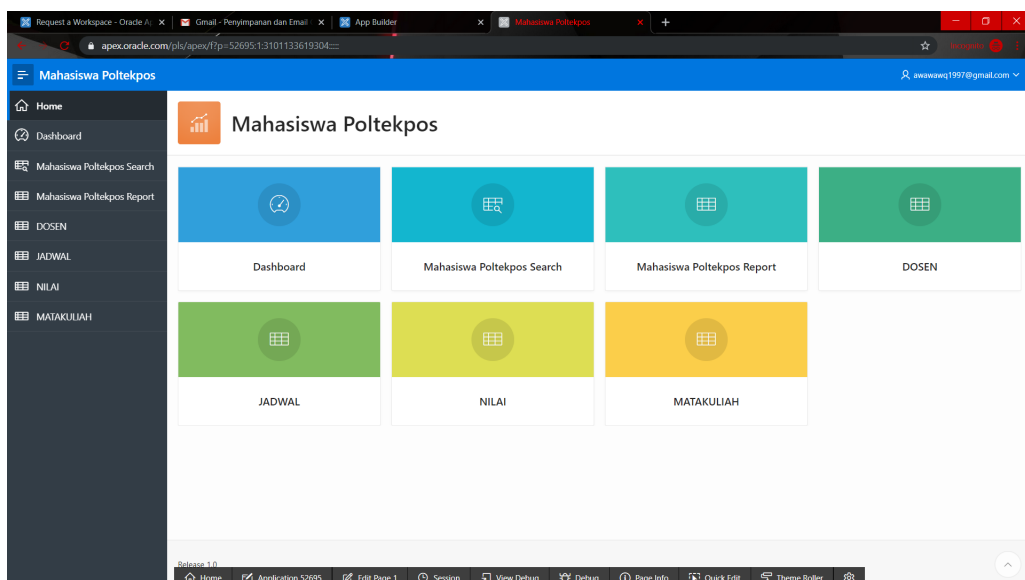 Request a Workspace - Oracle Ap
Gmail - Penyimpanan dan Email
App Builder
Mahasiswa Poltekpos
apex.oracle.com/pls/apex/f?p=52695:1:3101133619304:::::
Incognito
Mahasiswa Poltekpos
awawawq1997@gmail.com
Home
Dashboard
Mahasiswa Poltekpos Search
Mahasiswa Poltekpos Report
DOSEN
JADWAL
NILAI
MATAKULIAH
Mahasiswa Poltekpos
Dashboard
Mahasiswa Poltekpos Search
Mahasiswa Poltekpos Report
DOSEN
JADWAL
NILAI
MATAKULIAH
Release 1.0
Home
Application 52695
Edit Page 1
Session
View Debug
Debug
Page Info
Quick Edit
Theme Roller